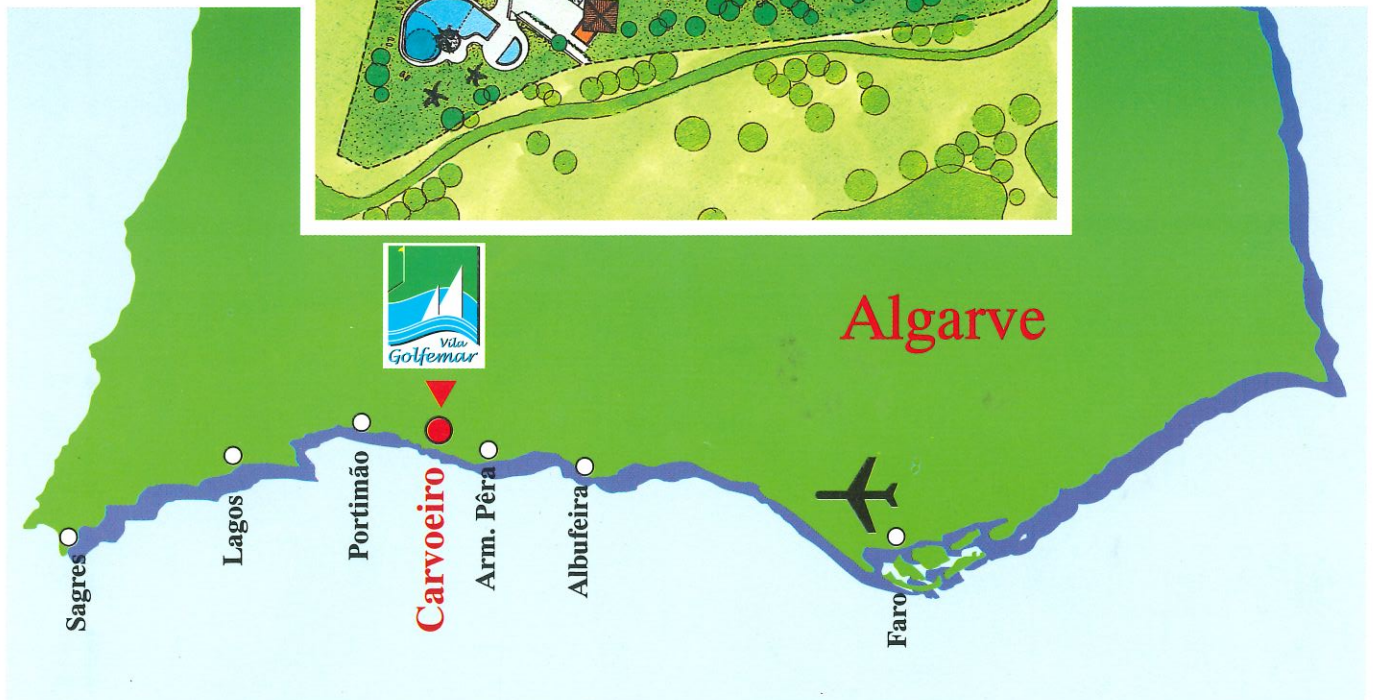 Algarve
Vila
Golfemar
Sagres
Lagos
Portimão
Carvoeiro
Arm. Pêra
Albufeira
Faro